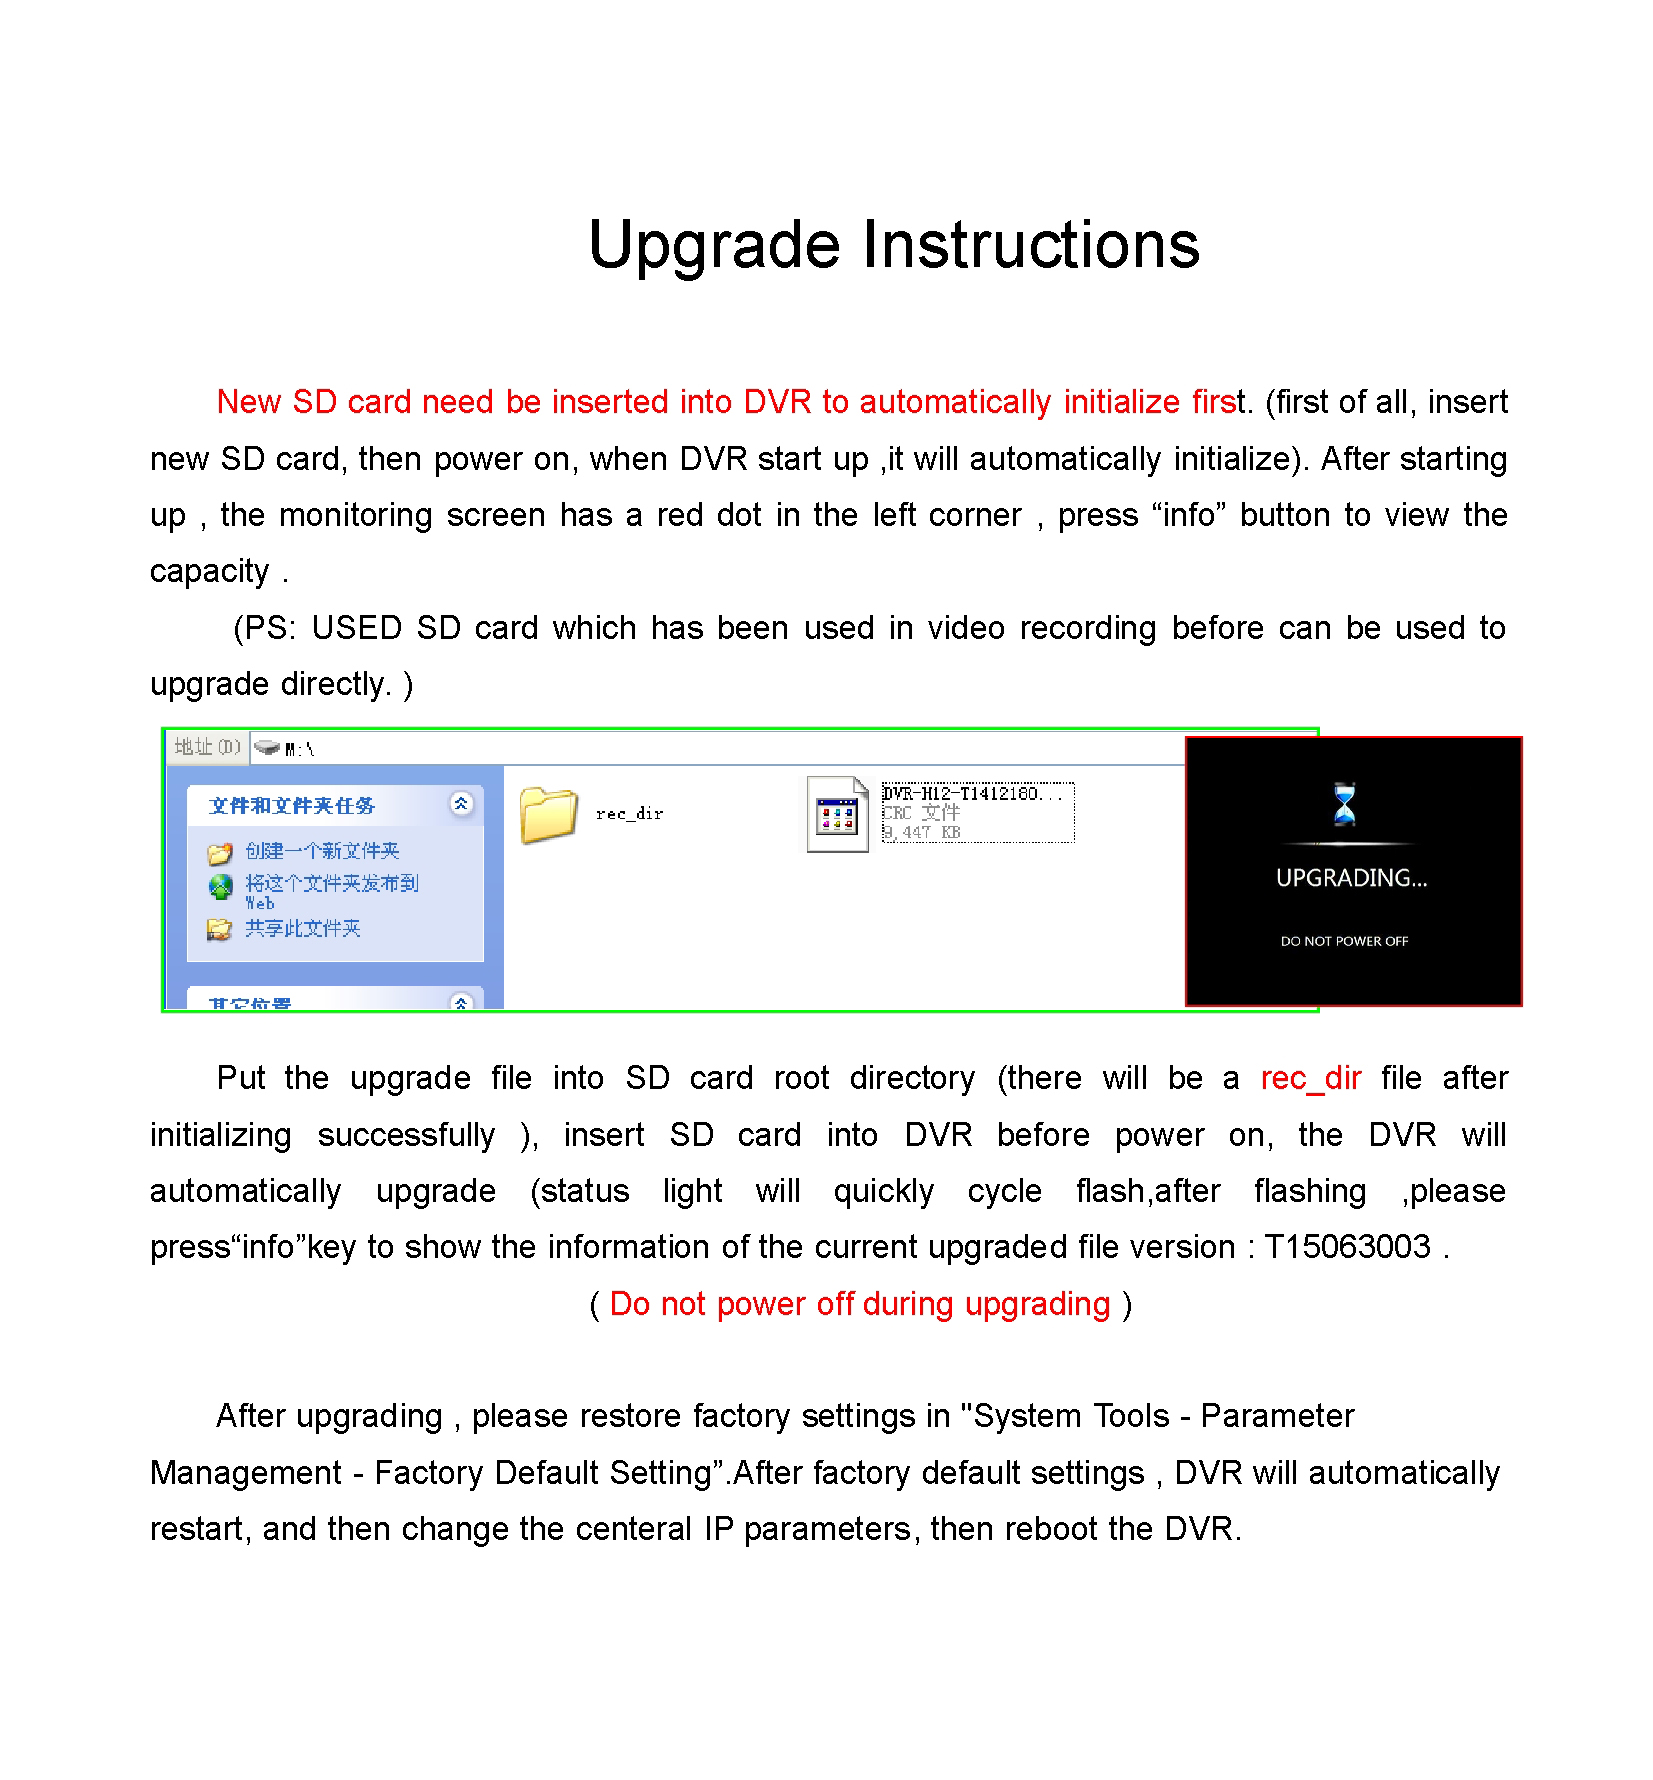 Upgrade Instructions
New SD card need be inserted into DVR to automatically initialize first. (first of all, insert
new SD card, then power on, when DVR start up ,it will automatically initialize). After starting
up , the monitoring screen has a red dot in the left corner , press “info” button to view the
capacity .
(PS: USED SD card which has been used in video recording before can be used to
upgrade directly. )
地址(D) M:\
文件和文件夹任务
创建一个新文件夹
将这个文件夹发布到
Web
共享此文件夹
其它位置
rec_dir
DVR-H12-T1412180...
CRC 文件
9,447 KB
UPGRADING...
DO NOT POWER OFF
Put the upgrade file into SD card root directory (there will be a rec_dir file after
initializing successfully ), insert SD card into DVR before power on, the DVR will
automatically upgrade (status light will quickly cycle flash,after flashing ,please
press“info”key to show the information of the current upgraded file version : T15063003 .
( Do not power off during upgrading )
After upgrading , please restore factory settings in "System Tools - Parameter
Management - Factory Default Setting”.After factory default settings , DVR will automatically
restart, and then change the centeral IP parameters, then reboot the DVR.